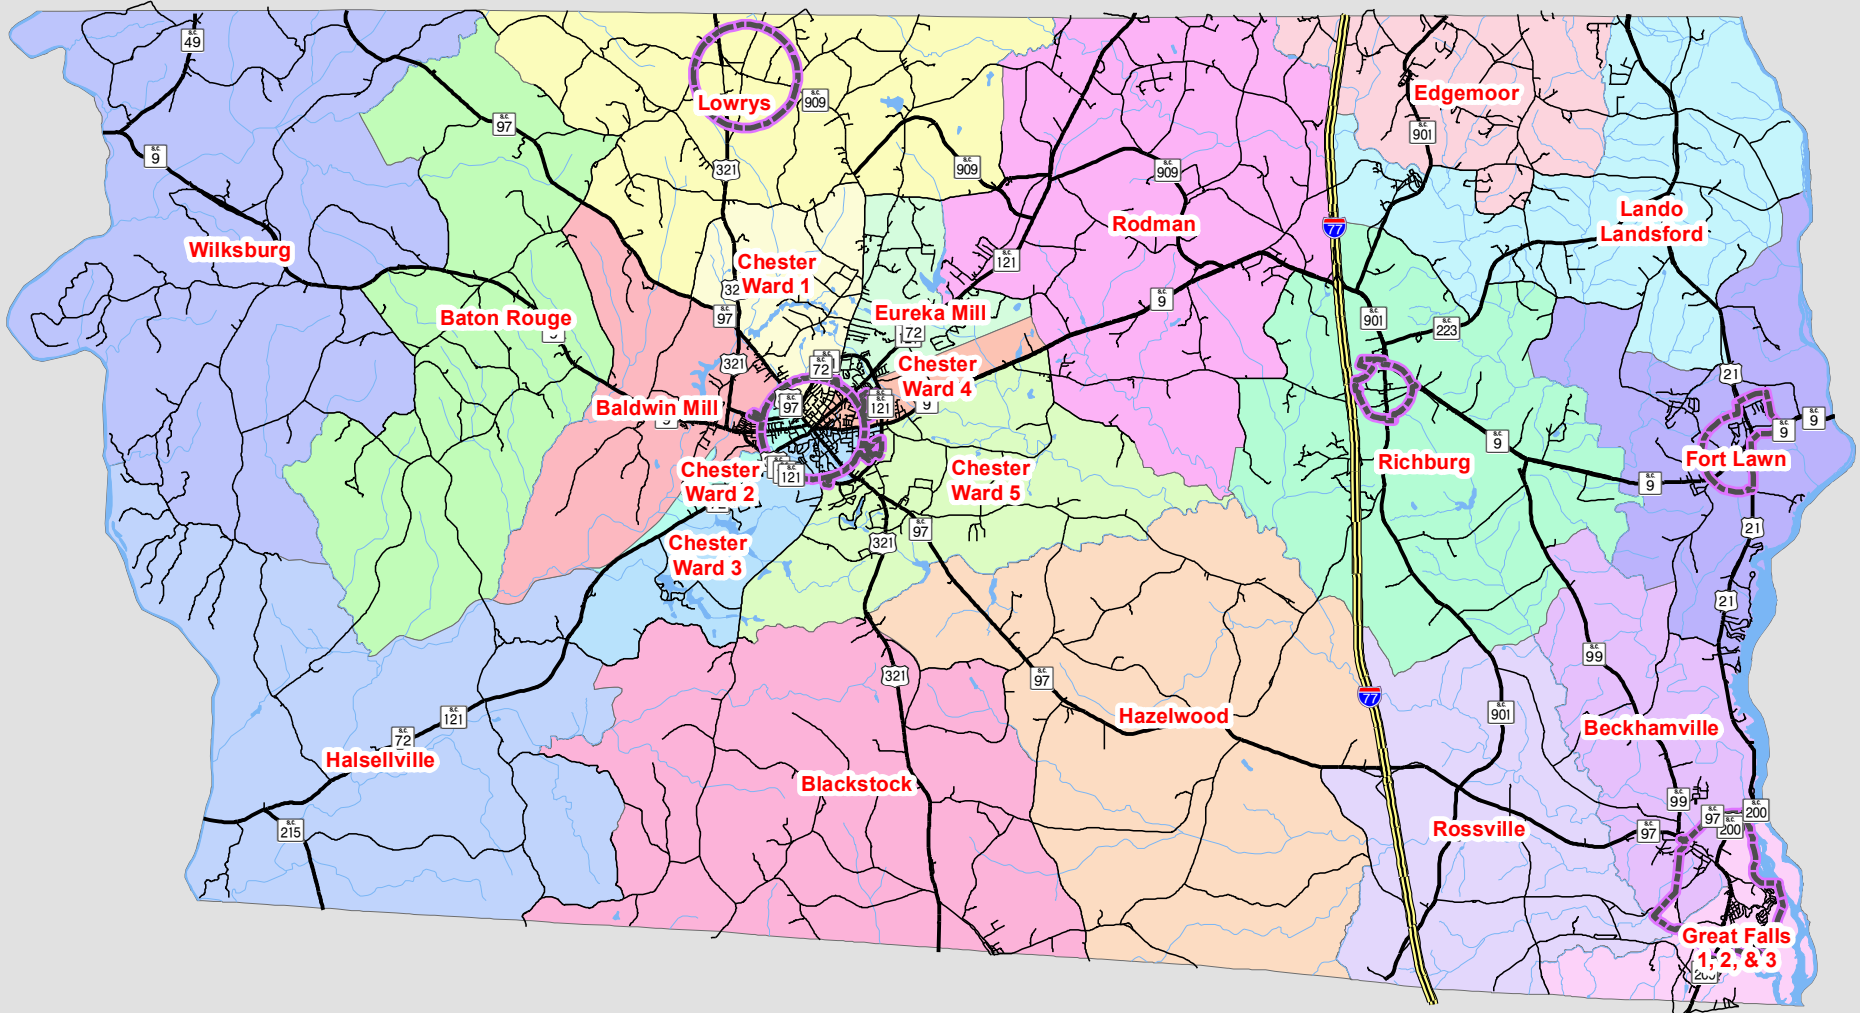 S.C.
49
Lowrys
S.C.
909
Edgemoor
S.C.
97
S.C.
901
S.C.
9
321
S.C.
909
S.C.
909
Lando
Landsford
Rodman
77
Wilksburg
Chester
Ward 1
S.C.
121
S.C.
9
Baton Rouge
S.C.
97
Eureka Mill
72
S.C.
901
S.C.
223
321
S.C.
72
Chester
Ward 4
21
Baldwin Mill
S.C.
97
S.C.
121
9
S.C.
9
S.C.
9
9
S.C.
9
Richburg
Fort Lawn
Chester
Ward 2
S.C.
121
Chester
Ward 5
S.C.
9
Chester
Ward 3
321
S.C.
97
21
21
S.C.
99
321
S.C.
97
77
S.C.
121
S.C.
72
Hazelwood
S.C.
901
Beckhamville
Halsellville
Blackstock
S.C.
99
S.C.
97
S.C.
200
S.C.
215
Rossville
S.C.
97
200
Great Falls
1, 2, & 3